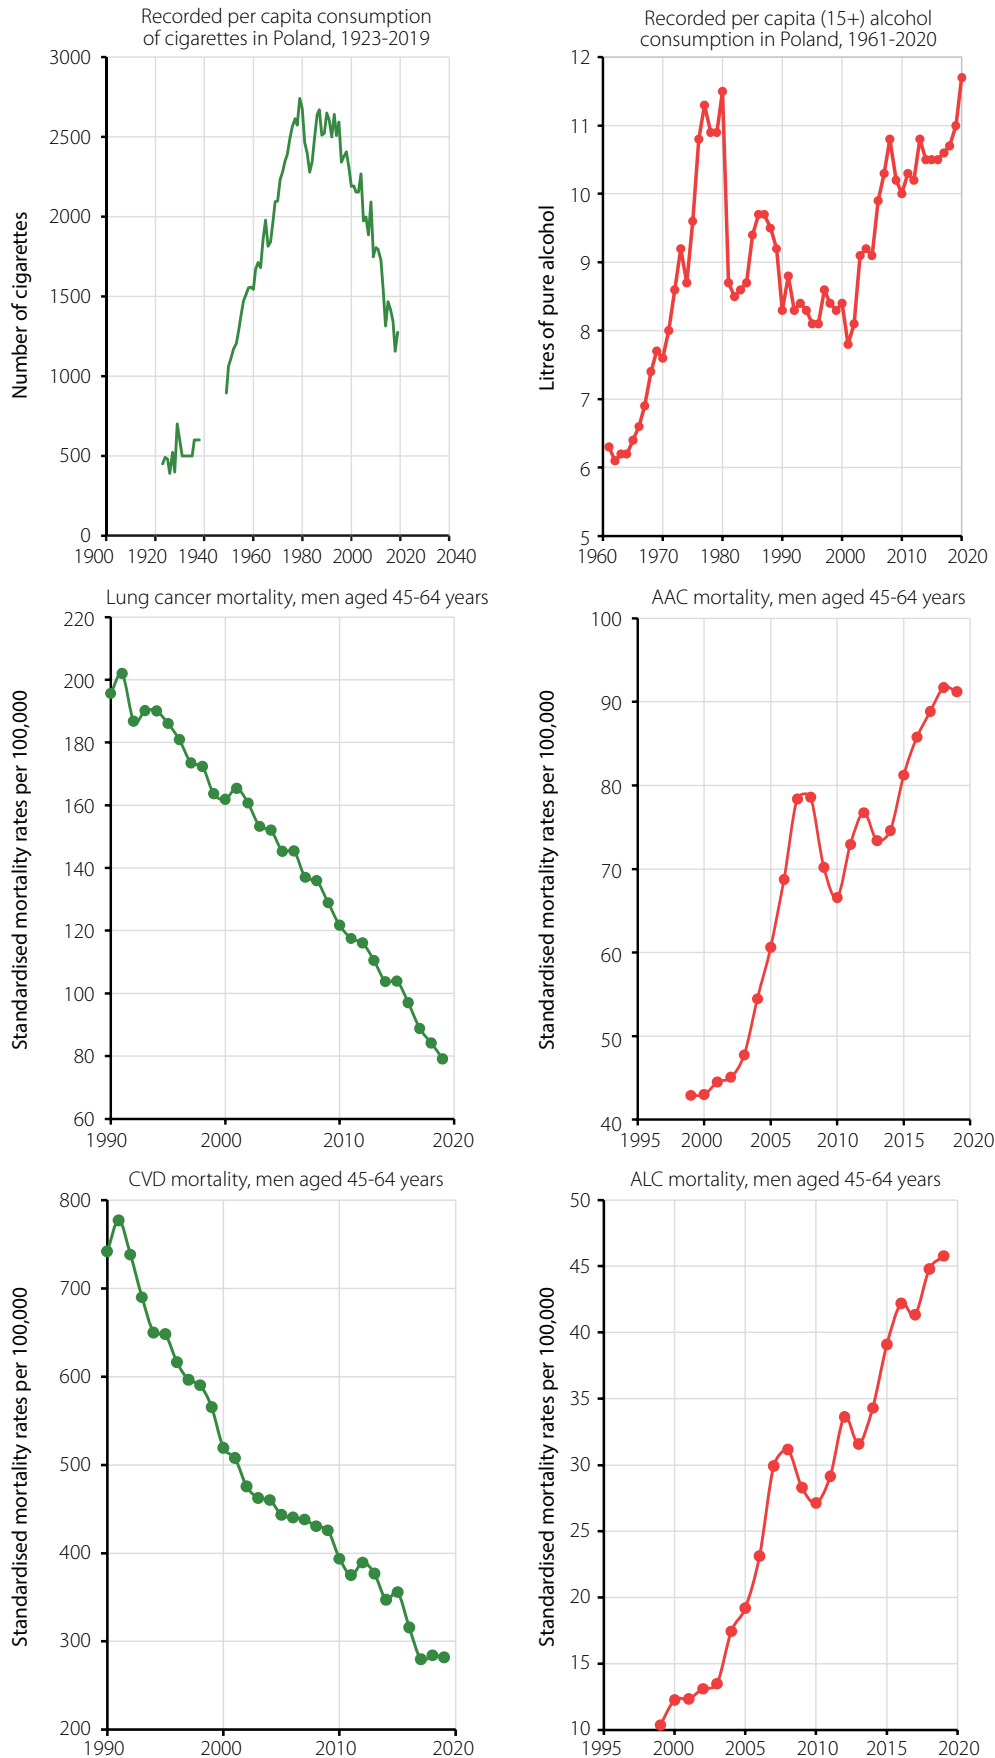 Recorded per capita consumption
of cigarettes in Poland, 1923-2019
Number of cigarettes
3000
2500
2000
1500
1000
500
0
1900 1920 1940 1960 1980 2000 2020 2040
Recorded per capita (15+) alcohol
consumption in Poland, 1961-2020
Litres of pure alcohol
12
11
10
9
8
7
6
5
1960 1970 1980 1990 2000 2010 2020
Lung cancer mortality, men aged 45-64 years
Standardised mortality rates per 100,000
220
200
180
160
140
120
100
80
60
1990 2000 2010 2020
AAC mortality, men aged 45-64 years
Standardised mortality rates per 100,000
100
90
80
70
60
50
40
1995 2000 2005 2010 2015 2020
CVD mortality, men aged 45-64 years
Standardised mortality rates per 100,000
800
700
600
500
400
300
200
1990 2000 2010 2020
ALC mortality, men aged 45-64 years
Standardised mortality rates per 100,000
50
45
40
35
30
25
20
15
10
1995 2000 2005 2010 2015 2020